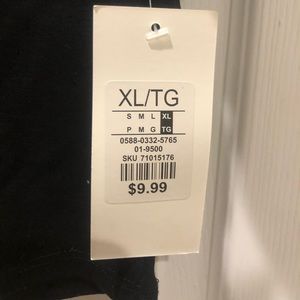 XL/TG
S M L XL
P M G TG
0588-0332-5765
01-9500
SKU 71015176
$9.99